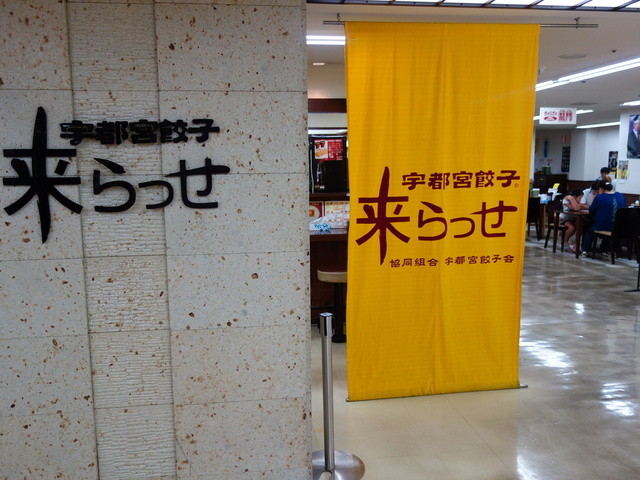 宇都宮餃子
来らっせ
宇都宮餃子
来らっせ
協同組合 宇都宮餃子会